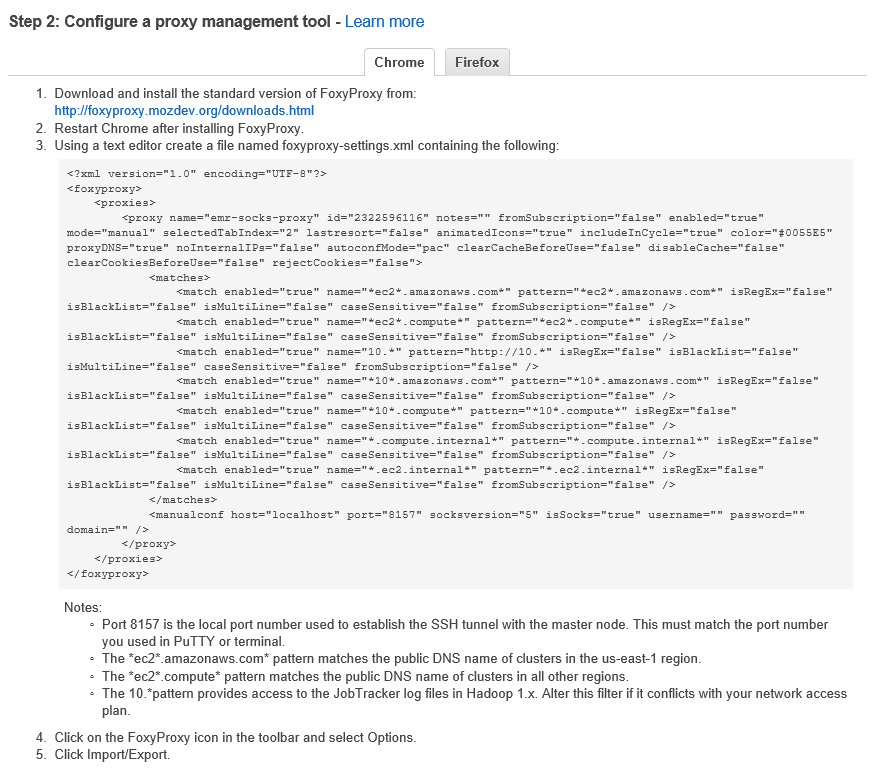 Step 2: Configure a proxy management tool - Learn more
Chrome
Firefox
1. Download and install the standard version of FoxyProxy from:
http://foxyproxy.mozdev.org/downloads.html
2. Restart Chrome after installing FoxyProxy.
3. Using a text editor create a file named foxyproxy-settings.xml containing the following:
<?xml version="1.0" encoding="UTF-8"?>
<foxyproxy>
<proxies>
<proxy name="emr-socks-proxy" id="2322596116" notes="" fromSubscription="false" enabled="true"
mode="manual" selectedTabIndex="2" lastresort="false" animatedIcons="true" includeInCycle="true" color="#0055E5"
proxyDNS="true" noInternalIPs="false" autoconfMode="pac" clearCacheBeforeUse="false" disableCache="false"
clearCookiesBeforeUse="false" rejectCookies="false">
<matches>
<match enabled="true" name="*ec2*.amazonaws.com*" pattern="*ec2*.amazonaws.com*" isRegEx="false"
isBlackList="false" isMultiLine="false" caseSensitive="false" fromSubscription="false" />
<match enabled="true" name="*ec2*.compute*" pattern="*ec2*.compute*" isRegEx="false"
isBlackList="false" isMultiLine="false" caseSensitive="false" fromSubscription="false" />
<match enabled="true" name="10.*" pattern="http://10.*" isRegEx="false" isBlackList="false"
isMultiLine="false" caseSensitive="false" fromSubscription="false" />
<match enabled="true" name="*10*.amazonaws.com*" pattern="*10*.amazonaws.com*" isRegEx="false"
isBlackList="false" isMultiLine="false" caseSensitive="false" fromSubscription="false" />
<match enabled="true" name="*10*.compute*" pattern="*10*.compute*" isRegEx="false"
isBlackList="false" isMultiLine="false" caseSensitive="false" fromSubscription="false" />
<match enabled="true" name="*.compute.internal*" pattern="*.compute.internal*" isRegEx="false"
isBlackList="false" isMultiLine="false" caseSensitive="false" fromSubscription="false" />
<match enabled="true" name="*.ec2.internal*" pattern="*.ec2.internal*" isRegEx="false"
isBlackList="false" isMultiLine="false" caseSensitive="false" fromSubscription="false" />
</matches>
<manualconf host="localhost" port="8157" socksversion="5" isSocks="true" username="" password=""
domain="" />
</proxy>
</proxies>
</foxyproxy>
Notes:
◦ Port 8157 is the local port number used to establish the SSH tunnel with the master node. This must match the port number
you used in PuTTY or terminal.
◦ The *ec2*.amazonaws.com* pattern matches the public DNS name of clusters in the us-east-1 region.
◦ The *ec2*.compute* pattern matches the public DNS name of clusters in all other regions.
◦ The 10.*pattern provides access to the JobTracker log files in Hadoop 1.x. Alter this filter if it conflicts with your network access
plan.
4. Click on the FoxyProxy icon in the toolbar and select Options.
5. Click Import/Export.